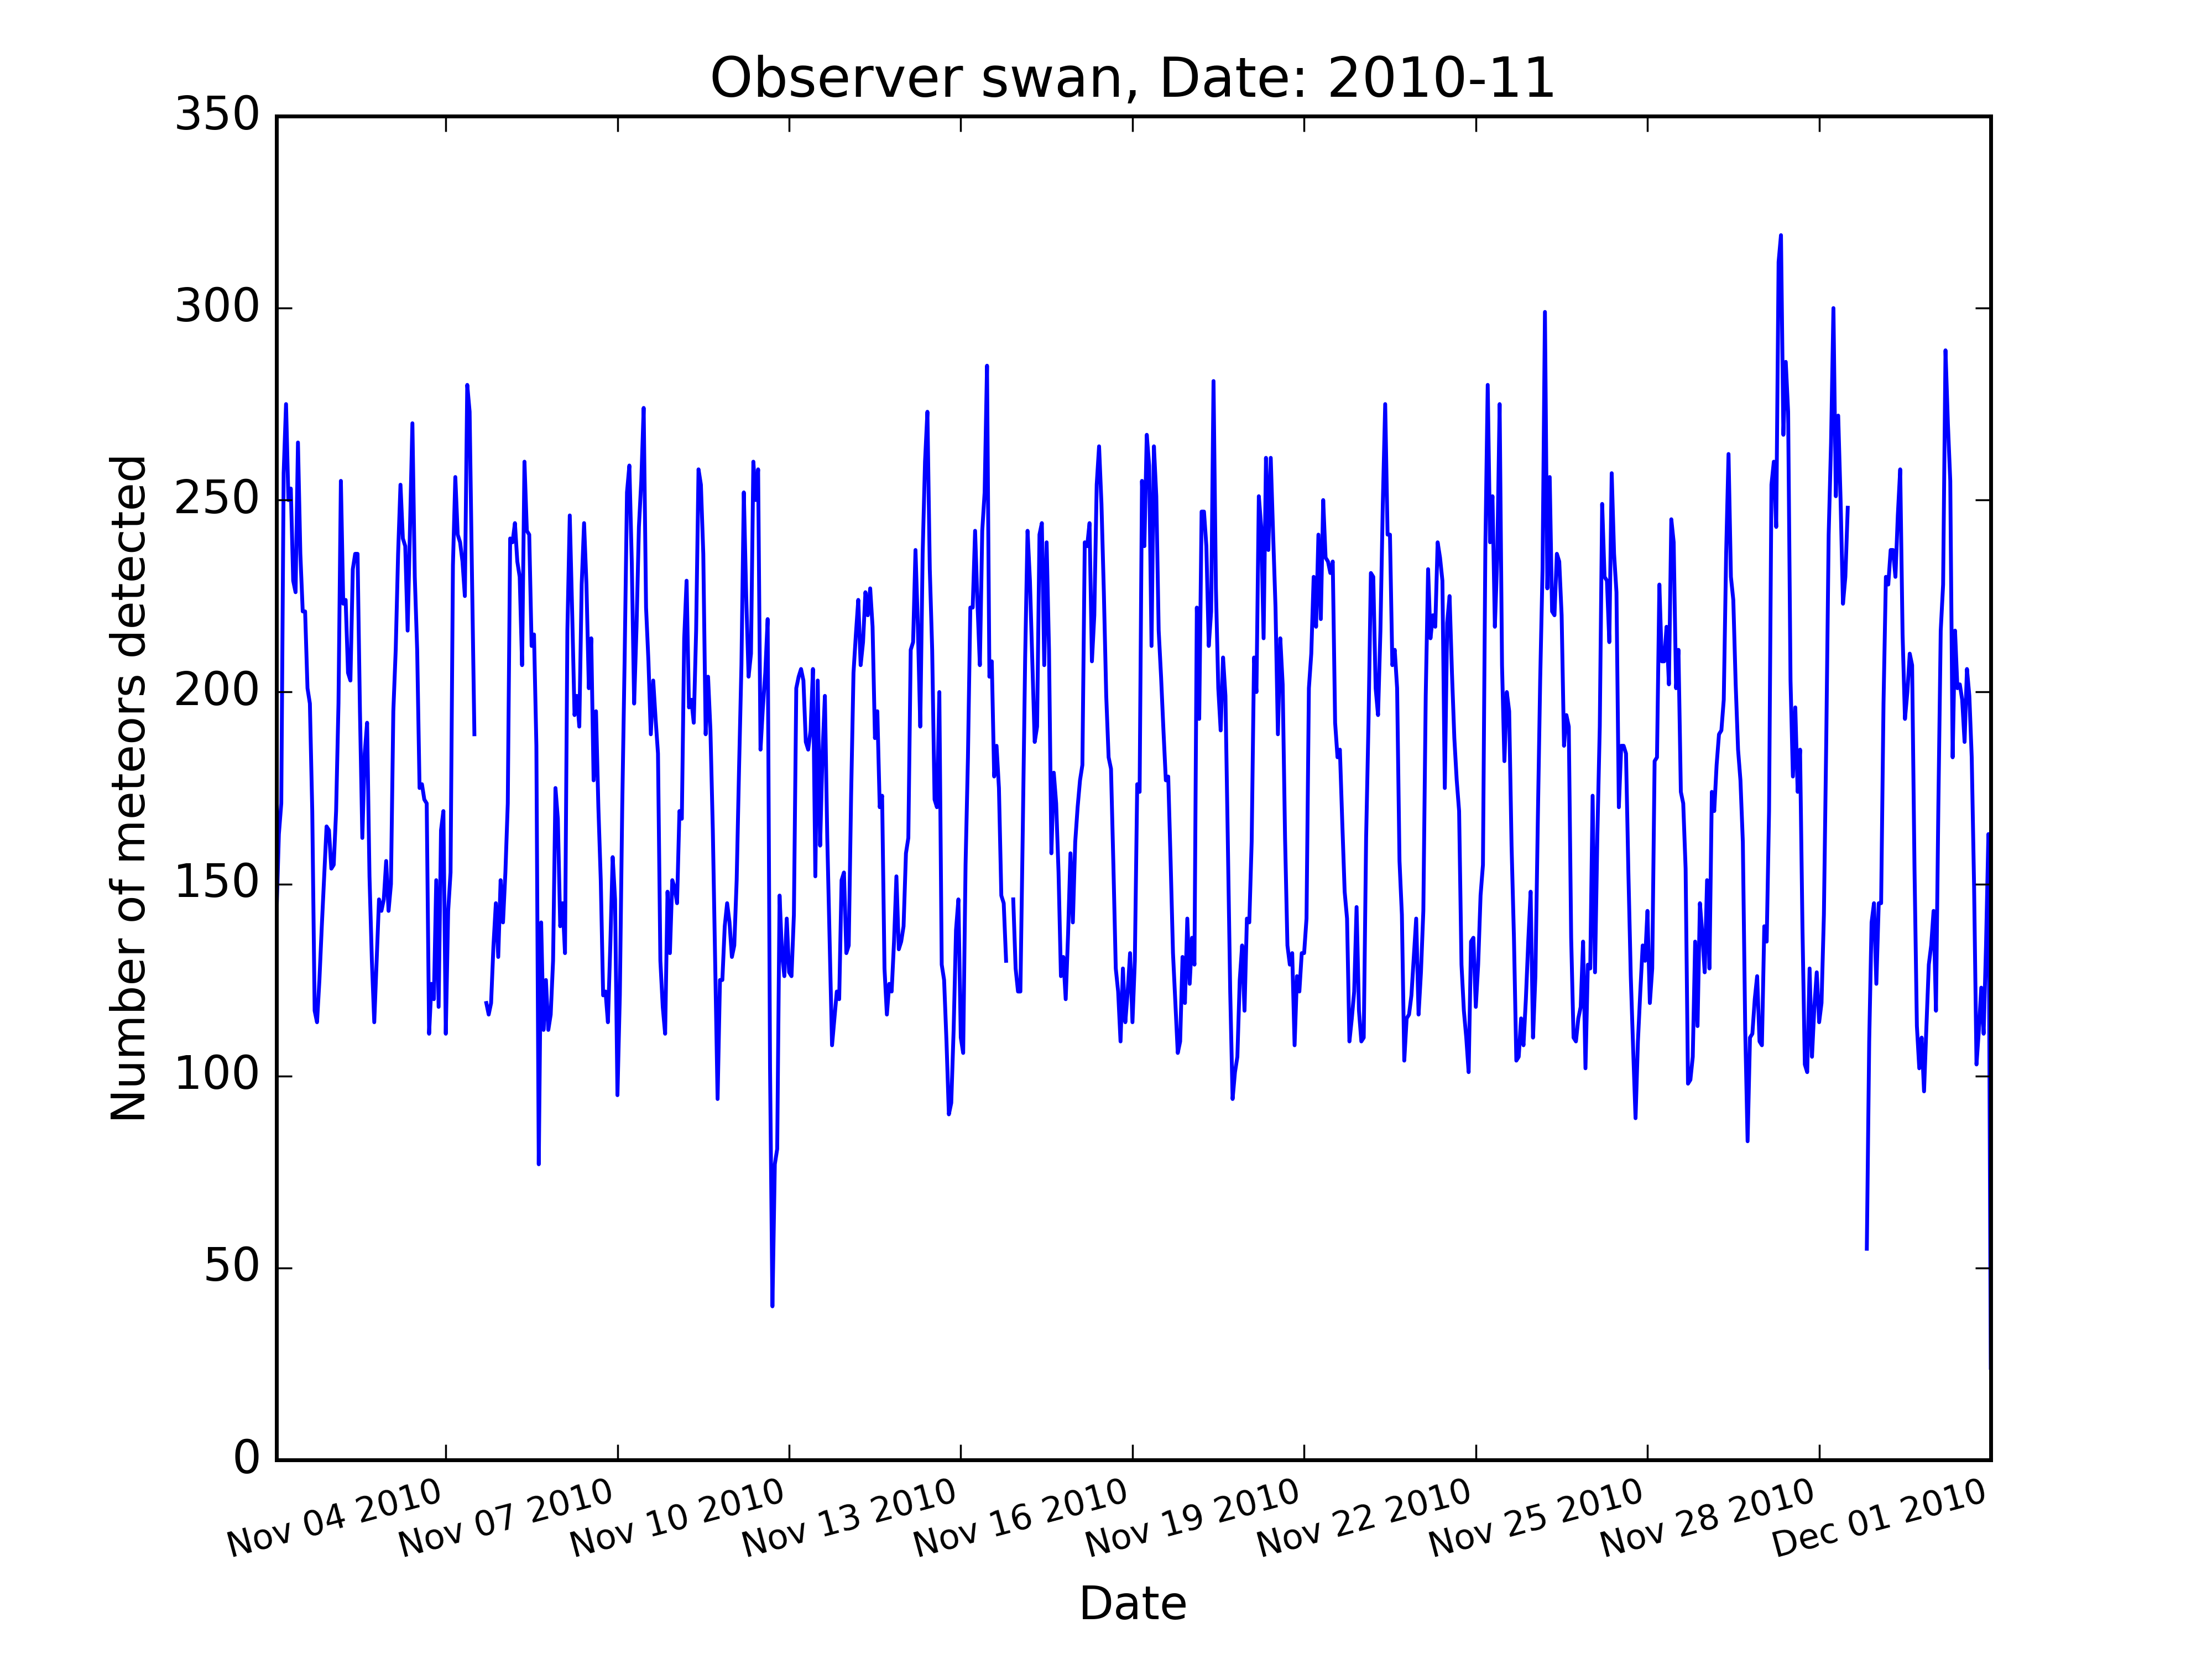 Observer swan, Date: 2010-11
350
300
250
200
150
100
50
0
Number of meteors detected
Nov 04 2010
Nov 07 2010
Nov 10 2010
Nov 13 2010
Nov 16 2010
Nov 19 2010
Nov 22 2010
Nov 25 2010
Nov 28 2010
Dec 01 2010
Date